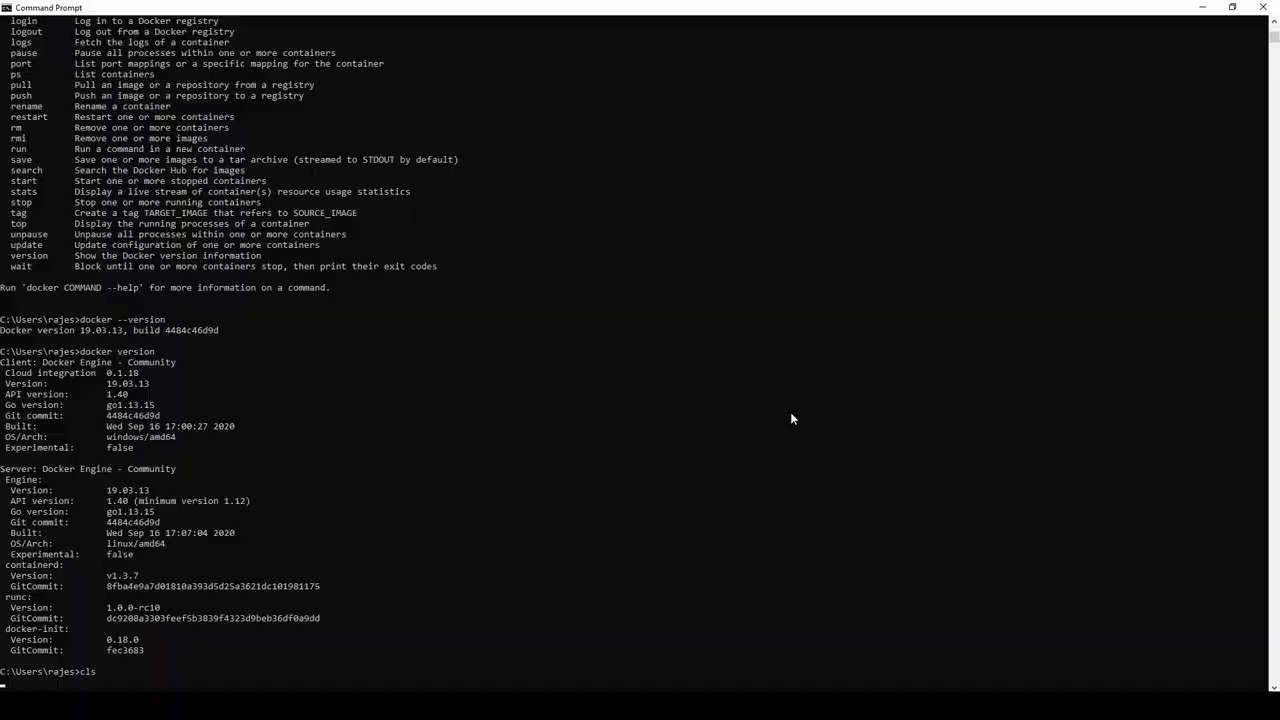 Command Prompt
login Log in to a Docker registry
logout Log out from a Docker registry
logs Fetch the logs of a container
pause Pause all processes within one or more containers
port List port mappings or a specific mapping for the container
ps List containers
pull Pull an image or a repository from a registry
push Push an image or a repository to a registry
rename Rename a container
restart Restart one or more containers
rm Remove one or more containers
rmi Remove one or more images
run Run a command in a new container
save Save one or more images to a tar archive (streamed to STDOUT by default)
search Search the Docker Hub for images
start Start one or more stopped containers
stats Display a live stream of container(s) resource usage statistics
stop Stop one or more running containers
tag Create a tag TARGET_IMAGE that refers to SOURCE_IMAGE
top Display the running processes of a container
unpause Unpause all processes within one or more containers
update Update configuration of one or more containers
version Show the Docker version information
wait Block until one or more containers stop, then print their exit codes
Run 'docker COMMAND --help' for more information on a command.
C:\Users\rajes>docker --version
Docker version 19.03.13, build 4484c46d9d
C:\Users\rajes>docker version
Client: Docker Engine - Community
Cloud integration 0.1.18
Version: 19.03.13
API version: 1.40
Go version: go1.13.15
Git commit: 4484c46d9d
Built: Wed Sep 16 17:00:27 2020
OS/Arch: windows/amd64
Experimental: false
Server: Docker Engine - Community
Engine:
Version: 19.03.13
API version: 1.40 (minimum version 1.12)
Go version: go1.13.15
Git commit: 4484c46d9d
Built: Wed Sep 16 17:07:04 2020
OS/Arch: linux/amd64
Experimental: false
containerd:
Version: v1.3.7
GitCommit: 8fba4e9a7d01810a393d5d25a3621dc101981175
runc:
Version: 1.0.0-rc10
GitCommit: dc9208a3303feef5b3839f4323d9beb36df0a9dd
docker-init:
Version: 0.18.0
GitCommit: fec3683
C:\Users\rajes>cls